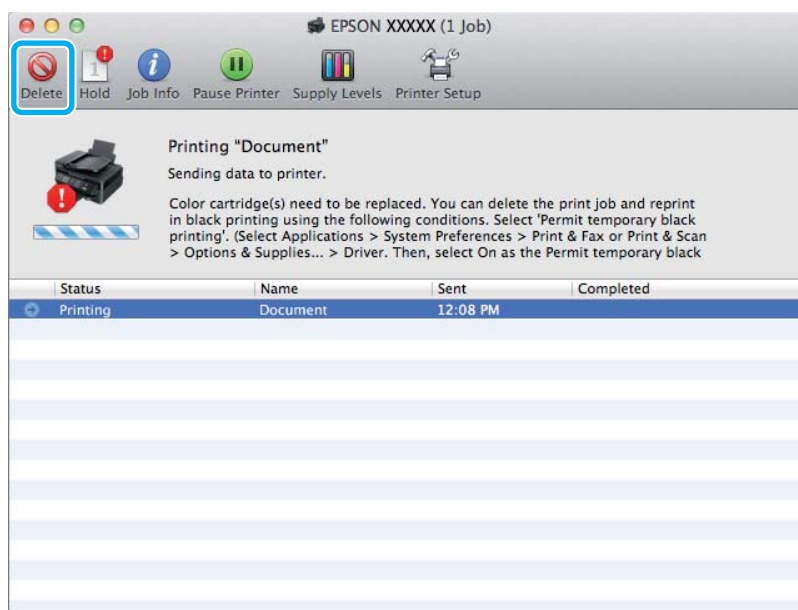 EPSON XXXXX (1 Job)
1
Delete Hold Job Info Pause Printer Supply Levels Printer Setup
Printing "Document"
Sending data to printer.
Color cartridge(s) need to be replaced. You can delete the print job and reprint
in black printing using the following conditions. Select 'Permit temporary black
printing'. (Select Applications > System Preferences > Print & Fax or Print & Scan
> Options & Supplies... > Driver. Then, select On as the Permit temporary black
Status Name Sent Completed
Printing Document 12:08 PM